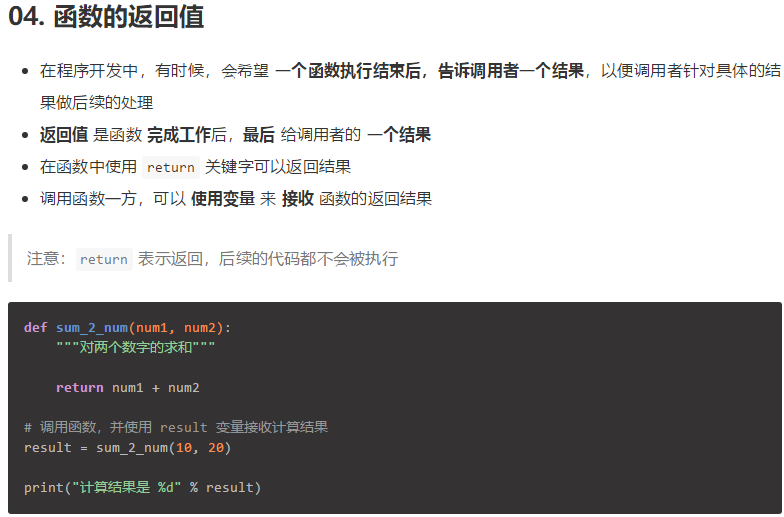 04. 函数的返回值
在程序开发中，有时候，会希望 一个函数执行结束后，告诉调用者一个结果，以便调用者针对具体的结
果做后续的处理
返回值 是函数 完成工作后，最后 给调用者的 一个结果
在函数中使用 return 关键字可以返回结果
调用函数一方，可以 使用变量 来 接收 函数的返回结果
注意：return 表示返回，后续的代码都不会被执行
def sum_2_num(num1, num2):
    """对两个数字的求和"""
    return num1 + num2
# 调用函数，并使用 result 变量接收计算结果
result = sum_2_num(10, 20)
print("计算结果是 %d" % result)